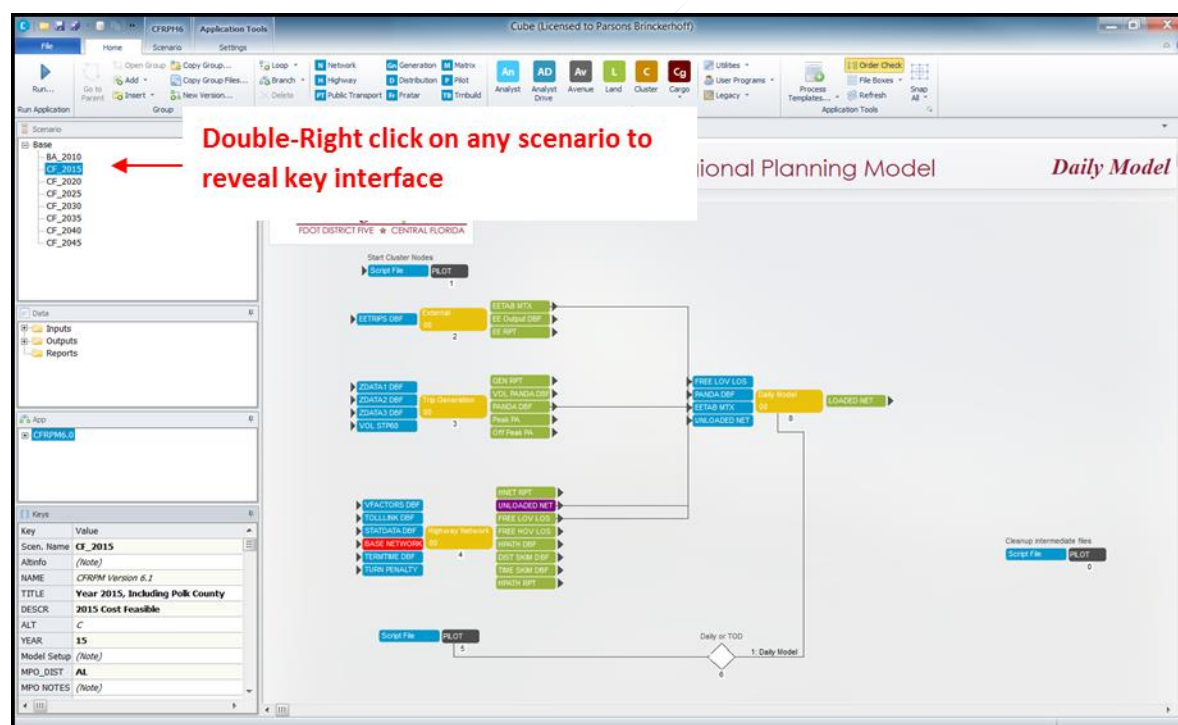 CFRPM6 Application Tools Cube (Licensed to Parsons Brinckerhoff)
File Home Scenario Settings
Run...
Run Application
Go to Parent
Open Group
Add
Insert
Copy Group...
Copy Group Files...
New Version...
Group
Loop
Branch
Delete
N Network
H Highway
PT Public Transport
Gn Generation
D Distribution
Fr Fratar
M Matrix
P Pilot
TB Trnbuild
An Analyst
AD Analyst Drive
Av Avenue
L Land
C Cluster
Cg Cargo
Utilities
User Programs
Legacy
Process Templates...
Order Check
File Boxes
Refresh
Snap All
Application Tools
Scenario
Base
BA_2010
CF_2015
CF_2020
CF_2025
CF_2030
CF_2035
CF_2040
CF_2045
Double-Right click on any scenario to
reveal key interface
ional Planning Model
Daily Model
FDOT DISTRICT FIVE ★ CENTRAL FLORIDA
Data
Inputs
Outputs
Reports
App
CFRPM6.0
Start Cluster Nodes
Script File PILOT
1
EETRIPS DBF
External
00
2
EETAB MTX
EE Output DBF
EE RPT
ZDATA1 DBF
ZDATA2 DBF
ZDATA3 DBF
VOL STP60
Trip Generation
00
3
GEN RPT
VOL PANDA DBF
PANDA DBF
Peak PA
Off Peak PA
FREE LOV LOS
PANDA DBF
EETAB MTX
UNLOADED NET
Daily Model
00
8
LOADED NET
VFACTORS DBF
TOLLLINK DBF
STATDATA DBF
BASE NETWORK
TERMTIME DBF
TURN PENALTY
Highway Network
00
4
HNET RPT
UNLOADED NET
FREE LOV LOS
FREE HOV LOS
HPATH DBF
DIST SKIM DBF
TIME SKIM DBF
HPATH RPT
Cleanup intermediate files
Script File PILOT
0
Script File PILOT
5
Daily or TOD
1: Daily Model
6
Keys
Key Value
Scen. Name CF_2015
Altinfo (Note)
NAME CFRPM Version 6.1
TITLE Year 2015, Including Polk County
DESCR 2015 Cost Feasible
ALT C
YEAR 15
Model Setup (Note)
MPO_DIST AL
MPO NOTES (Note)